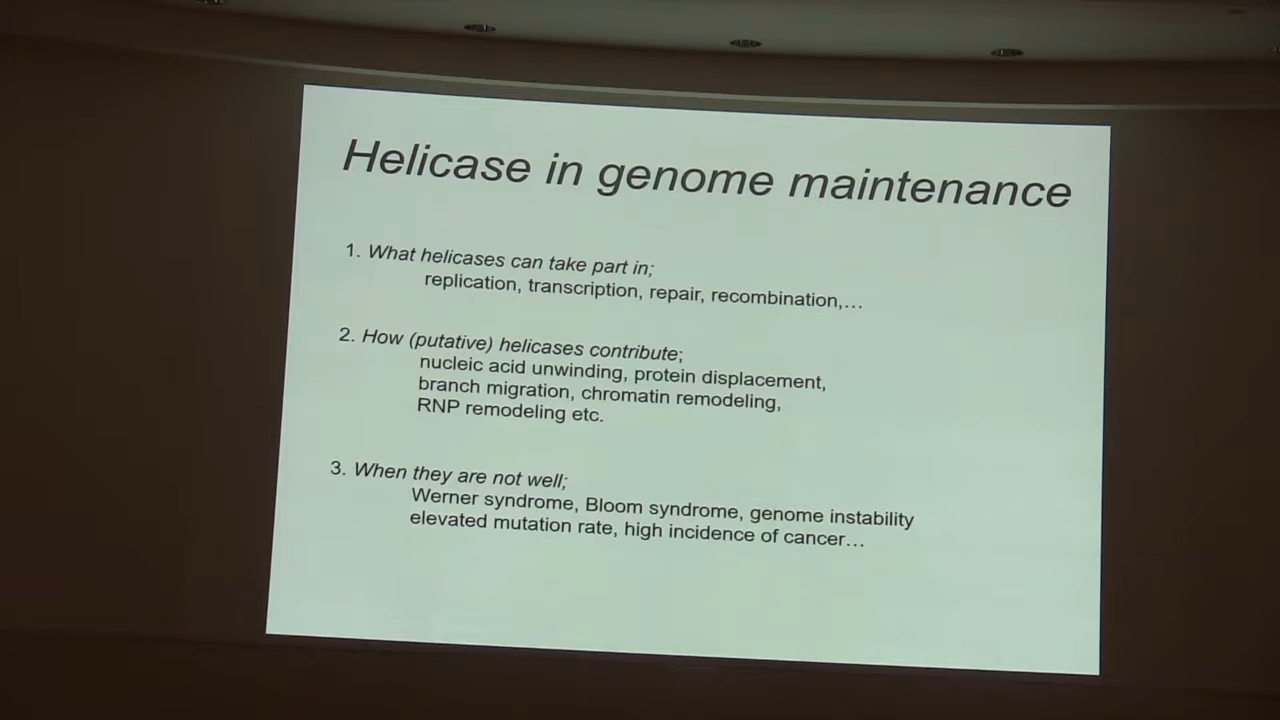 Helicase in genome maintenance
1. What helicases can take part in;
replication, transcription, repair, recombination,…
2. How (putative) helicases contribute;
nucleic acid unwinding, protein displacement,
branch migration, chromatin remodeling,
RNP remodeling etc.
3. When they are not well;
Werner syndrome, Bloom syndrome, genome instability
elevated mutation rate, high incidence of cancer…